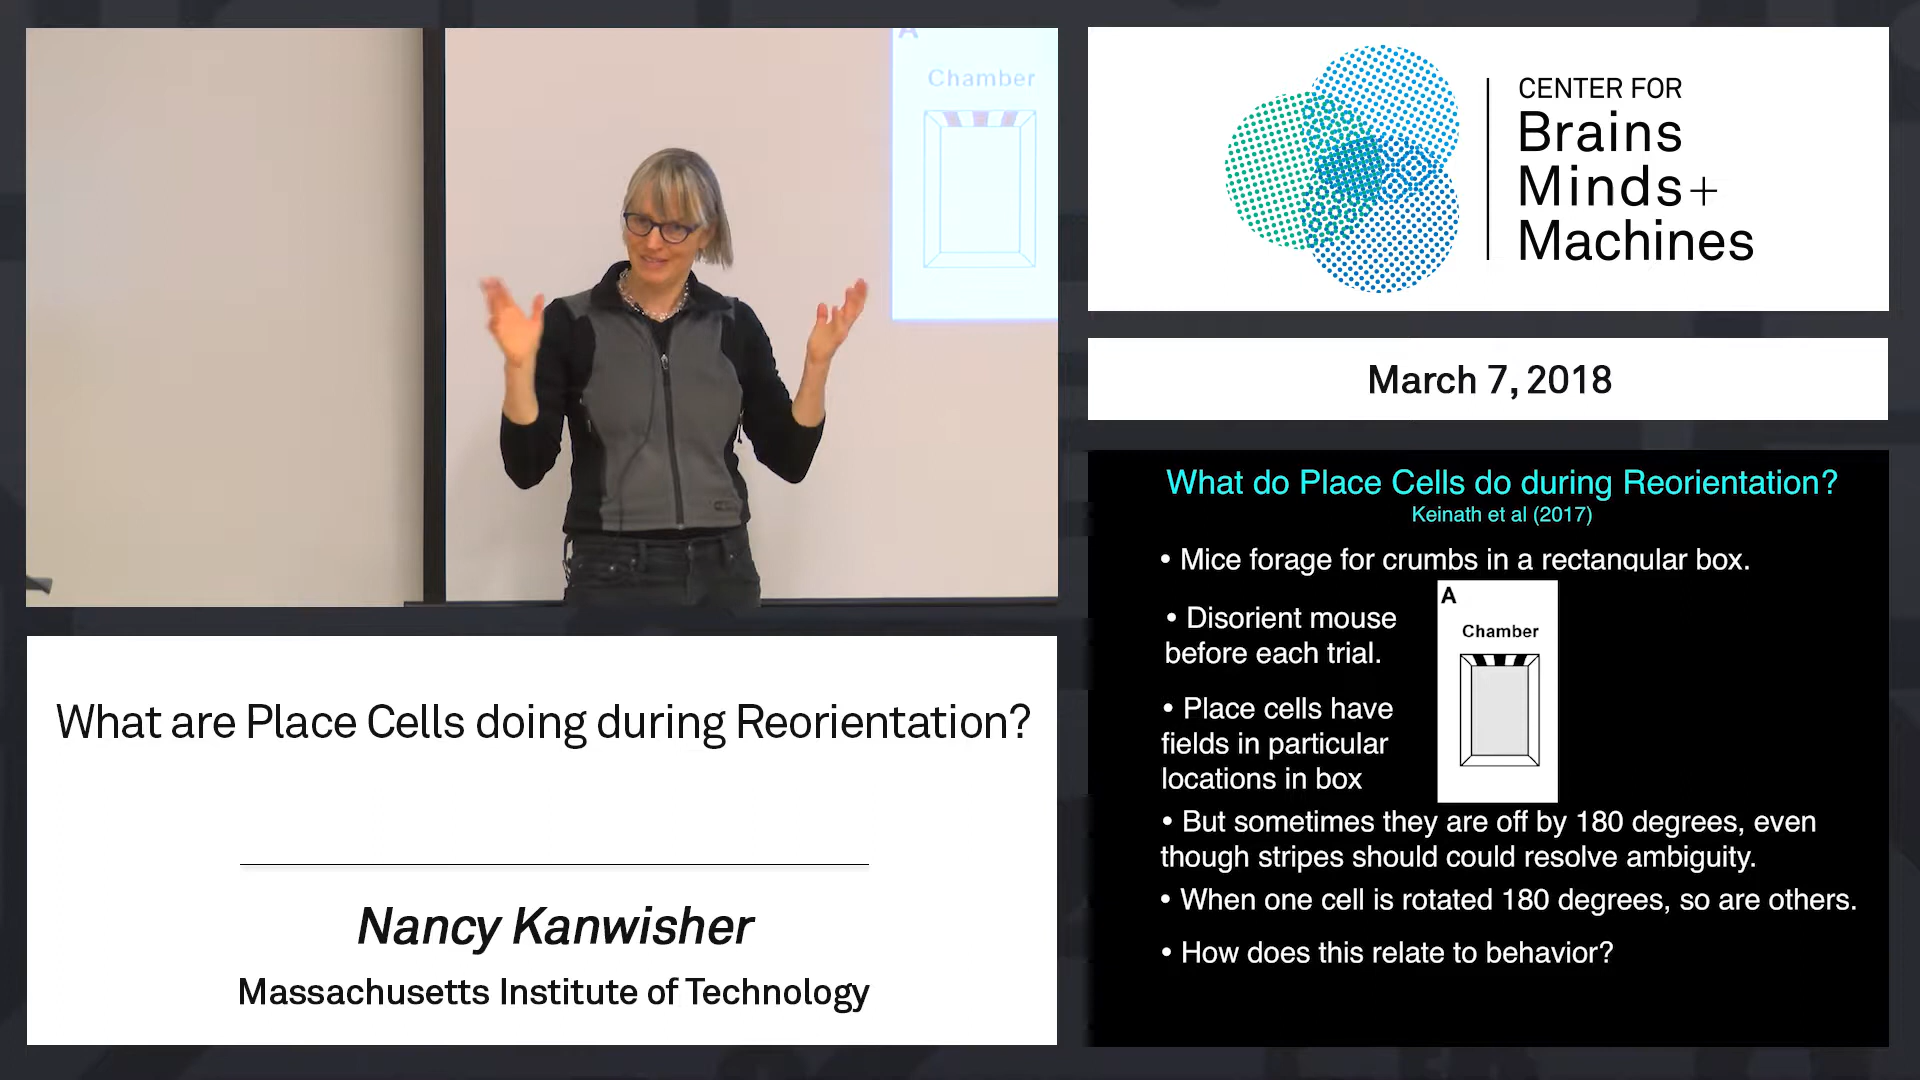 A
Chamber
CENTER FOR
Brains
Minds+
Machines
March 7, 2018
What are Place Cells doing during Reorientation?
Nancy Kanwisher
Massachusetts Institute of Technology
What do Place Cells do during Reorientation?
Keinath et al (2017)
• Mice forage for crumbs in a rectangular box.
• Disorient mouse
before each trial.
A
Chamber
• Place cells have
fields in particular
locations in box
• But sometimes they are off by 180 degrees, even
though stripes should could resolve ambiguity.
• When one cell is rotated 180 degrees, so are others.
• How does this relate to behavior?